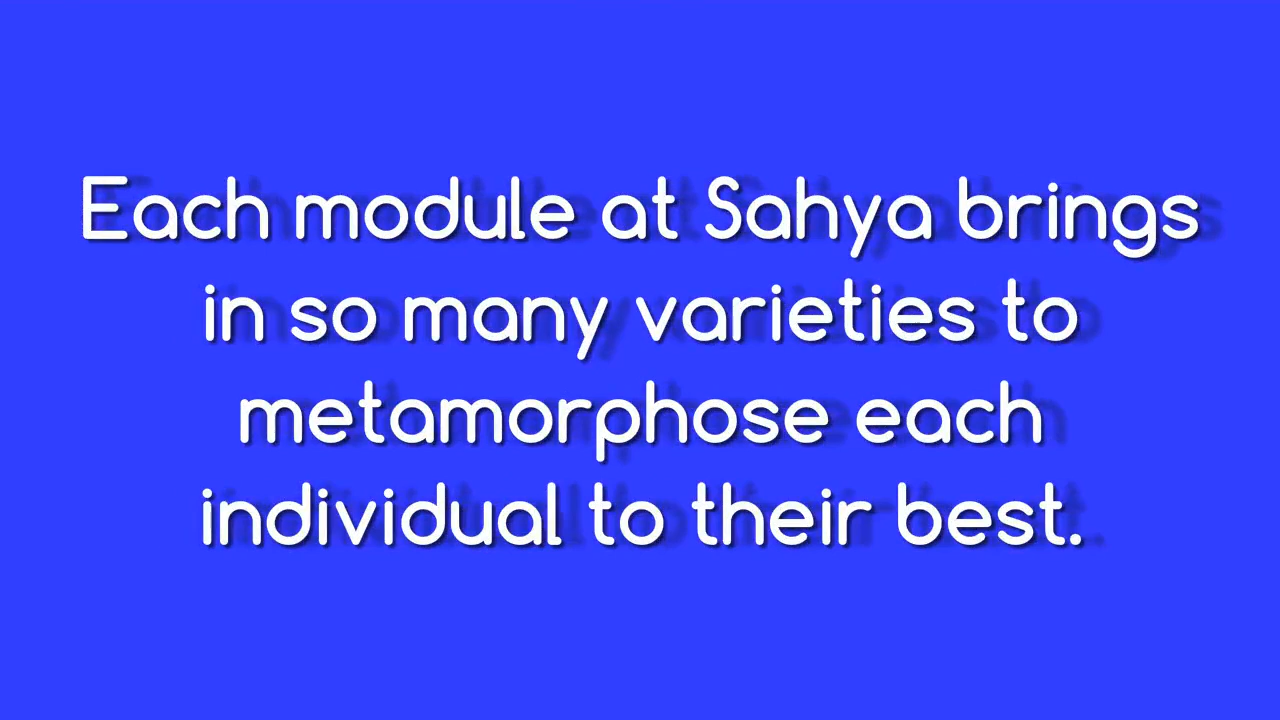 Each module at Sahya brings
in so many varieties to
metamorphose each
individual to their best.